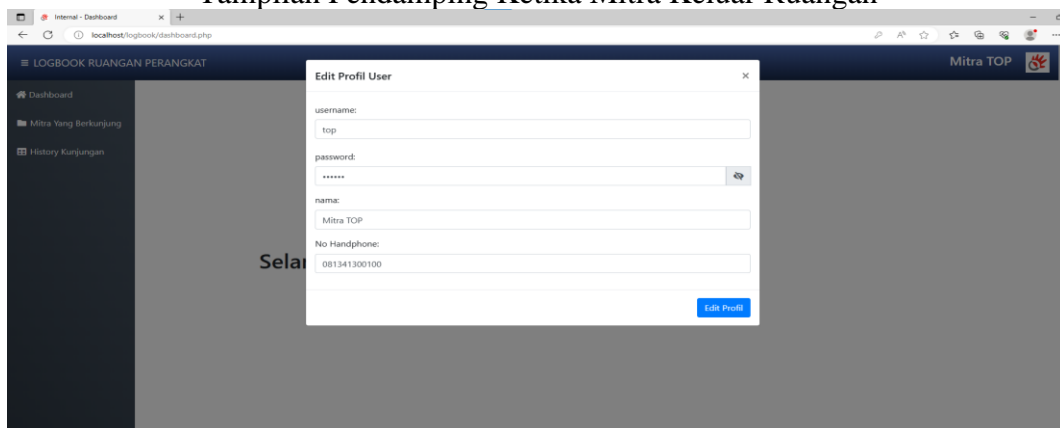 Tampilan Pendamping Ketika Mitra Keluar Ruangan
Internal - Dashboard
localhost/logbook/dashboard.php
LOGBOOK RUANGAN PERANGKAT
Mitra TOP
Dashboard
Mitra Yang Berkunjung
History Kunjungan
Edit Profil User
username:
top
password:
••••••
nama:
Mitra TOP
No Handphone:
081341300100
Edit Profil
Sela